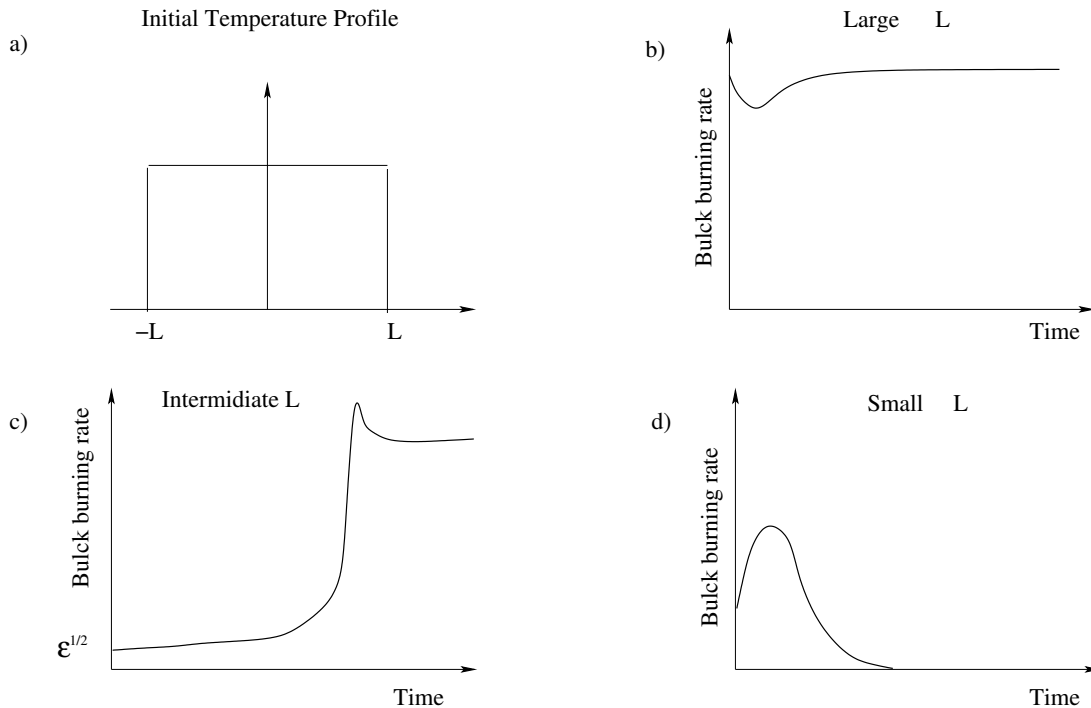 Initial Temperature Profile
a)
−L
L
Large L
b)
Bulck burning rate
Time
Intermidiate L
c)
Bulck burning rate
ε1/2
Time
Small L
d)
Bulck burning rate
Time